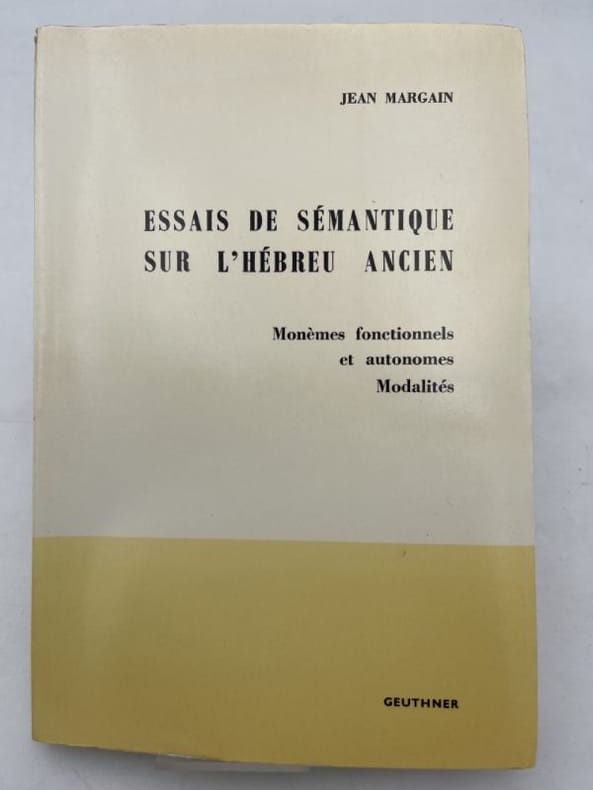 JEAN MARGAIN
ESSAIS DE SÉMANTIQUE
SUR L'HÉBREU ANCIEN
Monèmes fonctionnels
et autonomes
Modalités
GEUTHNER